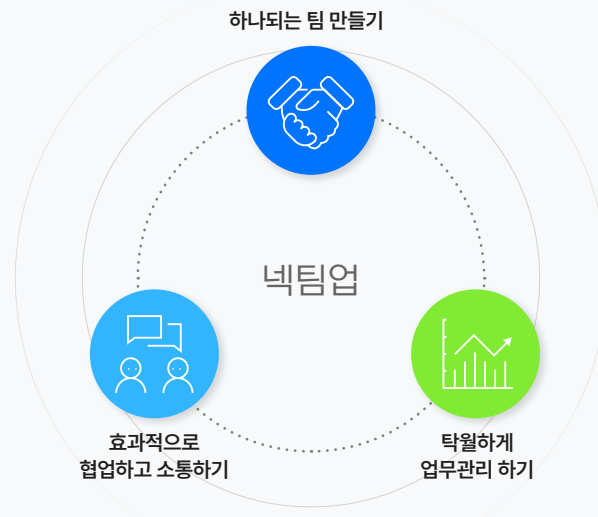 하나되는 팀 만들기
넥팀업
효과적으로
협업하고 소통하기
탁월하게
업무관리 하기